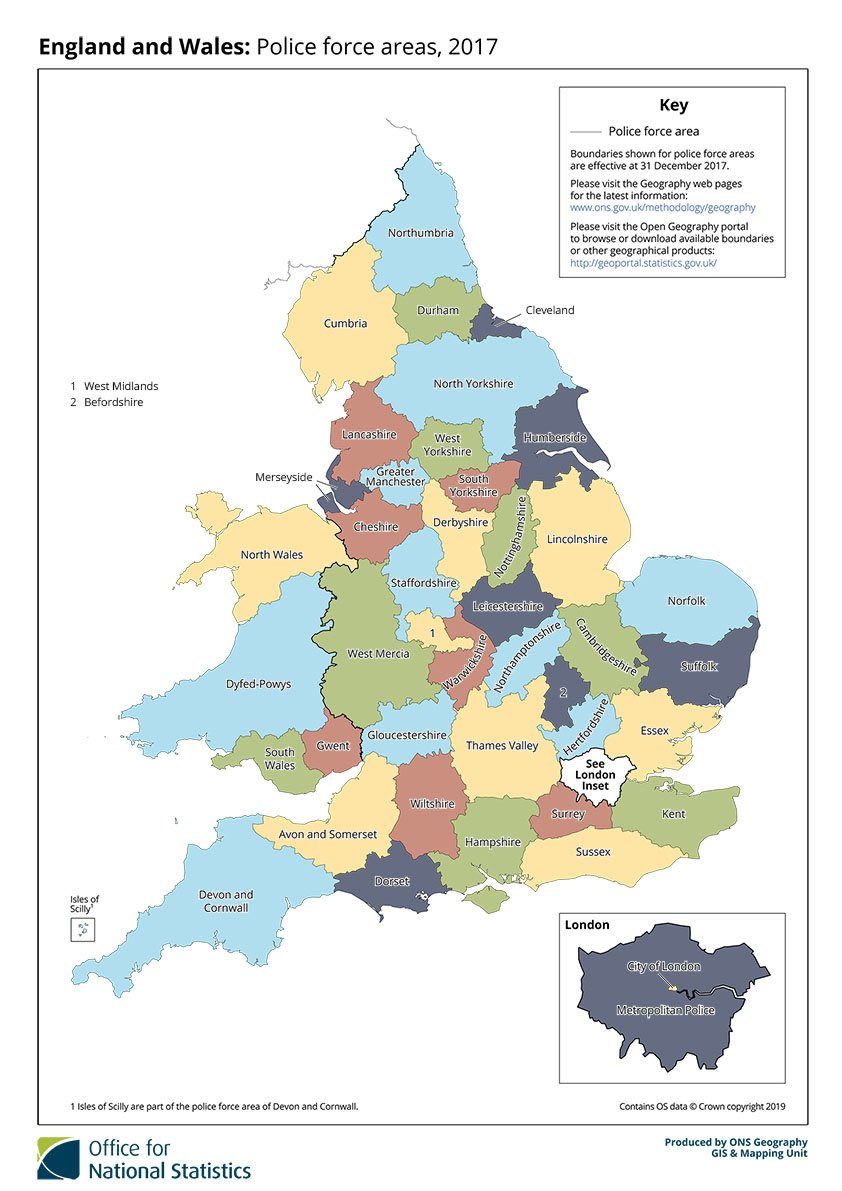 England and Wales: Police force areas, 2017
Key
Police force area
Boundaries shown for police force areas
are effective at 31 December 2017.
Please visit the Geography web pages
for the latest information:
www.ons.gov.uk/methodology/geography
Please visit the Open Geography portal
to browse or download available boundaries
or other geographical products:
http://geoportal.statistics.gov.uk/
Northumbria
Durham
Cleveland
Cumbria
1 West Midlands
2 Befordshire
North Yorkshire
Lancashire
West
Yorkshire
Humberside
Merseyside
Greater
Manchester
South
Yorkshire
Cheshire
Derbyshire
Nottinghamshire
Lincolnshire
North Wales
Staffordshire
Leicestershire
Norfolk
1
West Mercia
Warwickshire
Northamptonshire
Cambridgeshire
Suffolk
Dyfed-Powys
2
Gloucestershire
Hertfordshire
Essex
Gwent
South
Wales
Thames Valley
See
London
Inset
Wiltshire
Surrey
Kent
Avon and Somerset
Hampshire
Sussex
Dorset
Devon and
Cornwall
Isles of
Scilly1
London
City of London
Metropolitan Police
1 Isles of Scilly are part of the police force area of Devon and Cornwall.
Contains OS data © Crown copyright 2019
Office for
National Statistics
Produced by ONS Geography
GIS & Mapping Unit